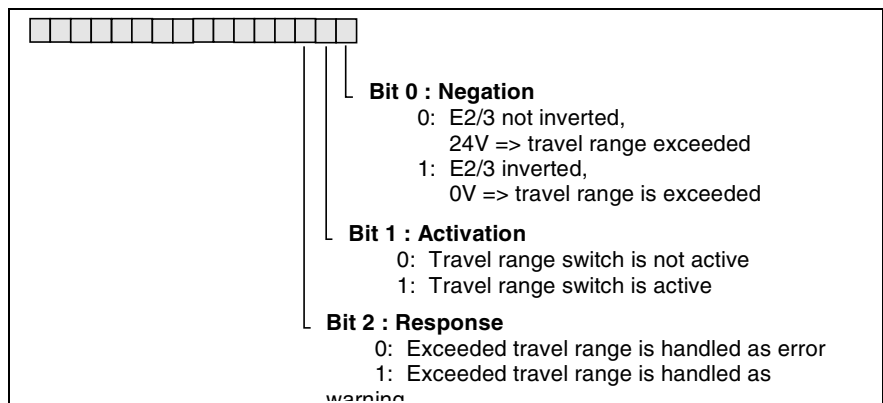 Bit 0 : Negation
0: E2/3 not inverted,
24V => travel range exceeded
1: E2/3 inverted,
0V => travel range is exceeded
Bit 1 : Activation
0: Travel range switch is not active
1: Travel range switch is active
Bit 2 : Response
0: Exceeded travel range is handled as error
1: Exceeded travel range is handled as
warning